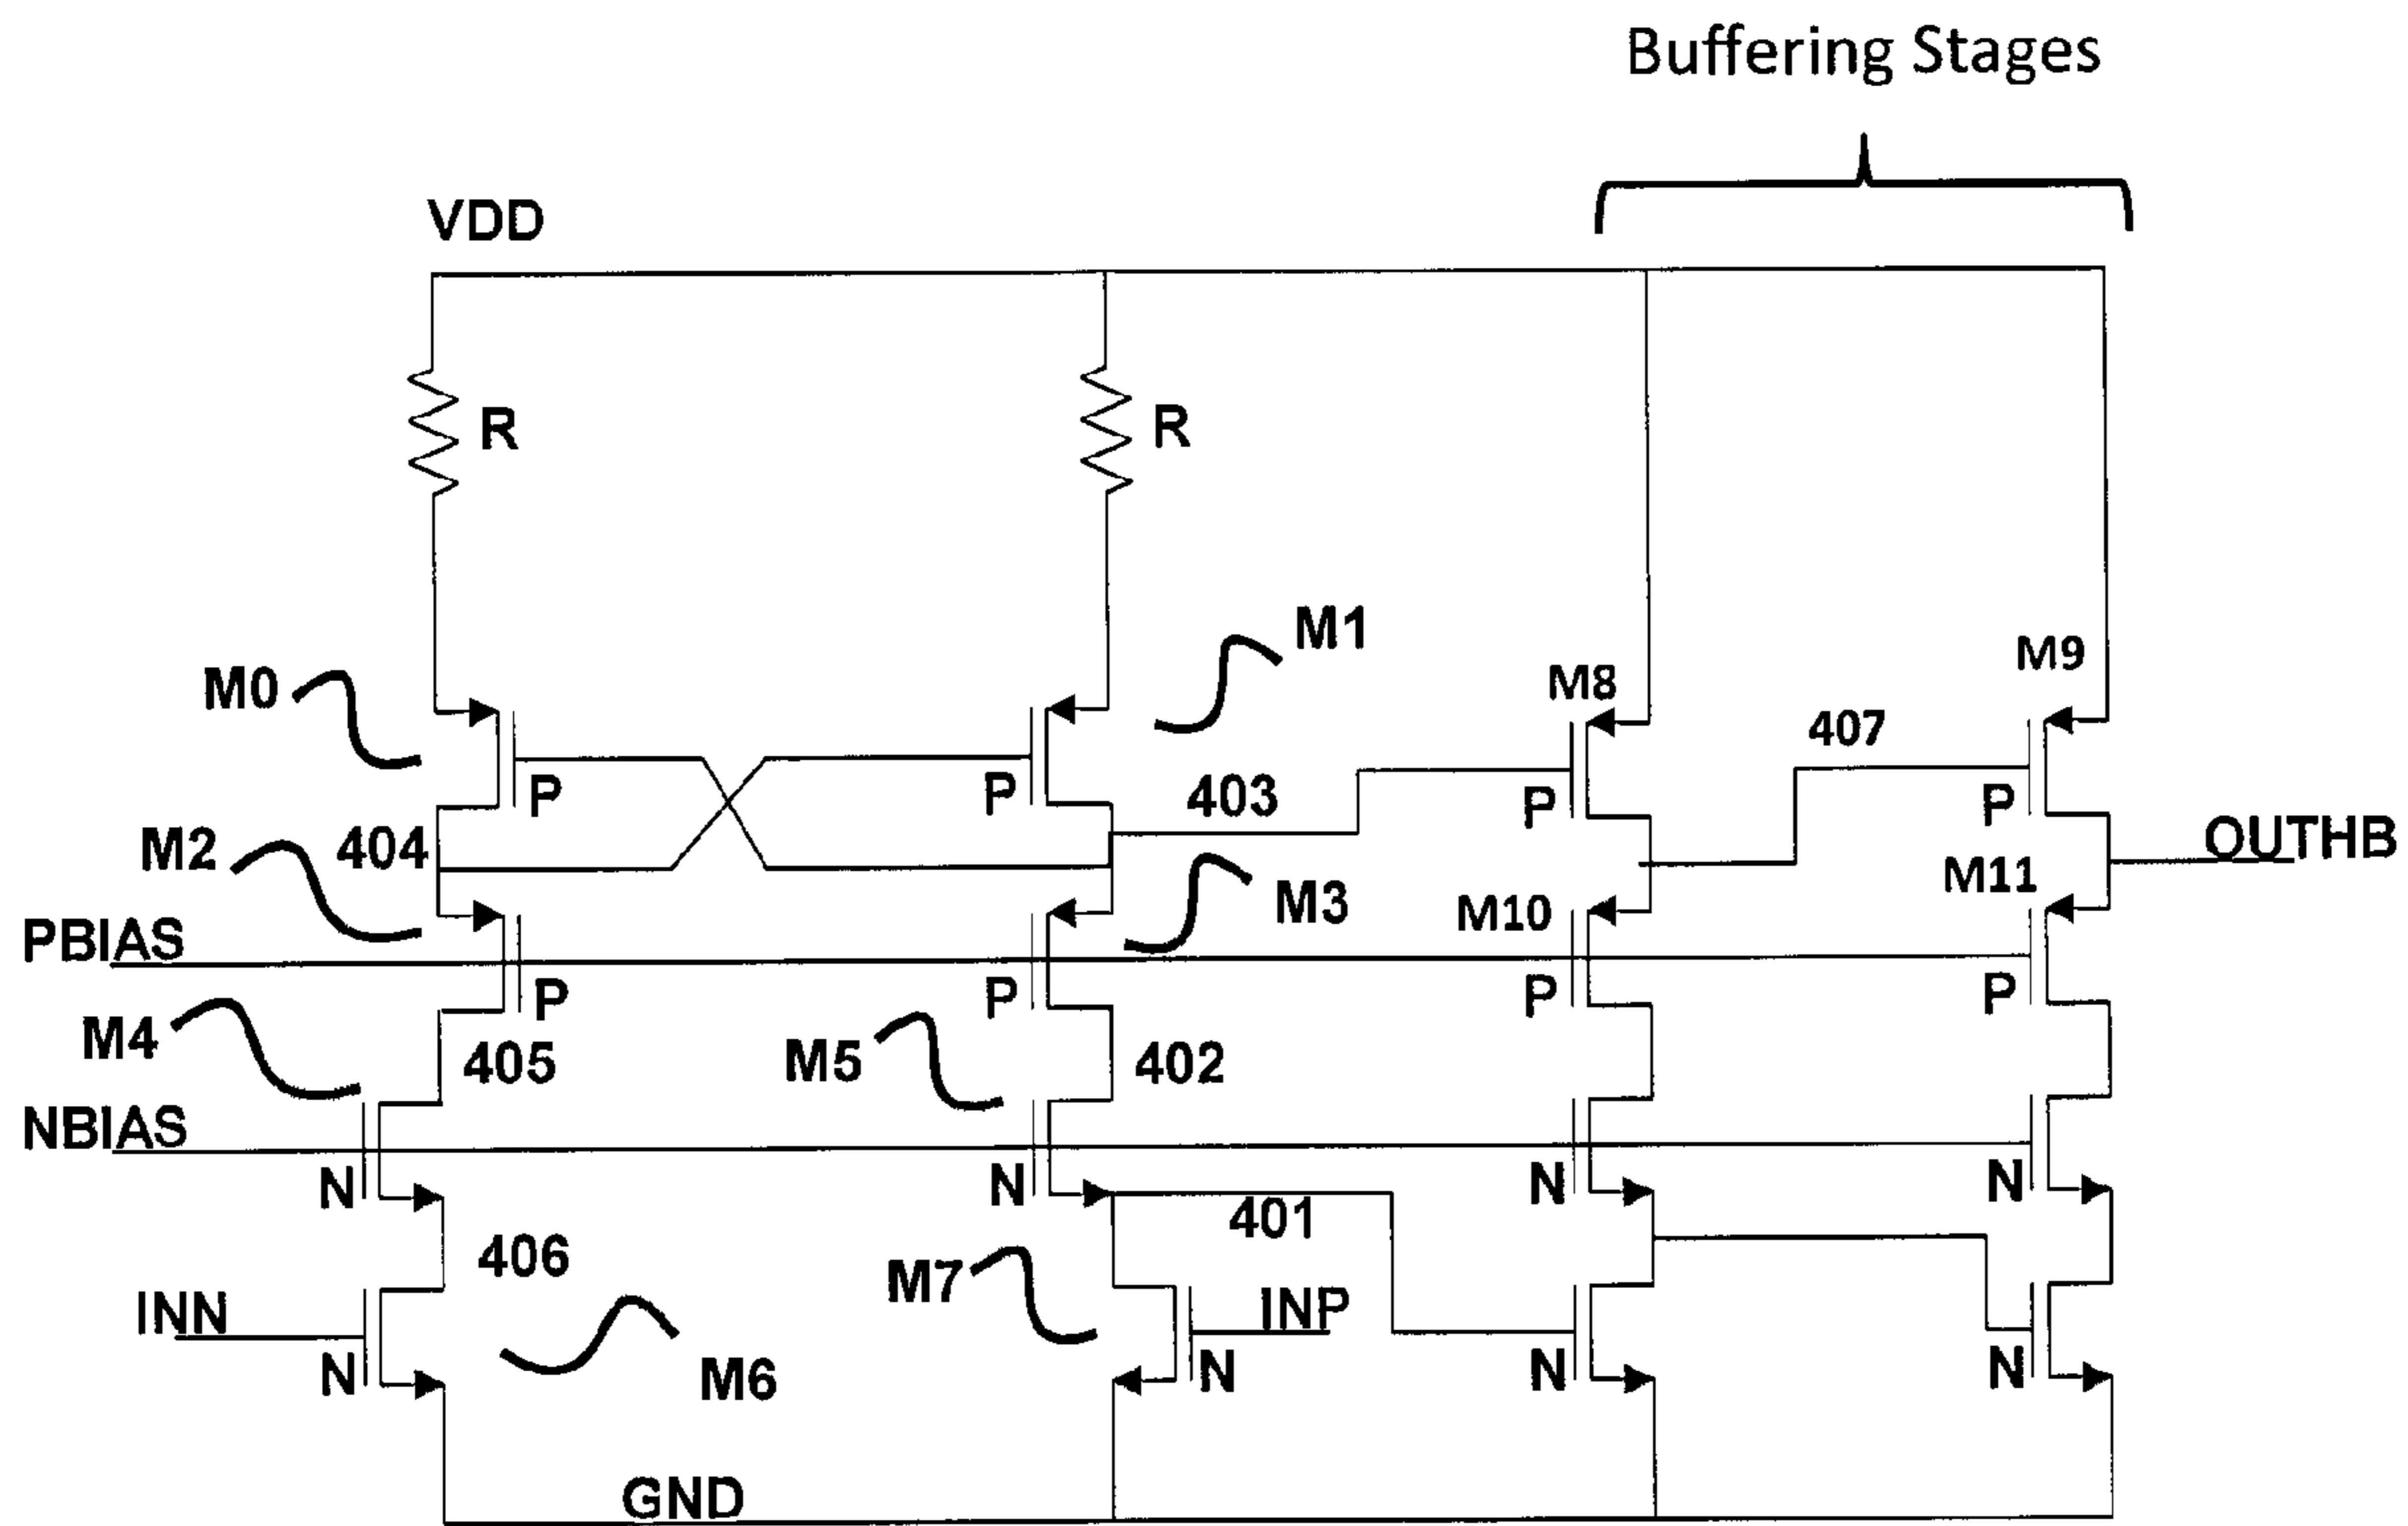 Buffering Stages
VDD
R
R
M1
M0
M9
M8
407
P
P
403
P
P
M2
404
OUTHB
M11
M3
M10
PBIAS
P
P
P
P
M4
405
M5
402
NBIAS
N
N
N
N
401
406
M7
INN
INP
N
M6
N
N
N
GND